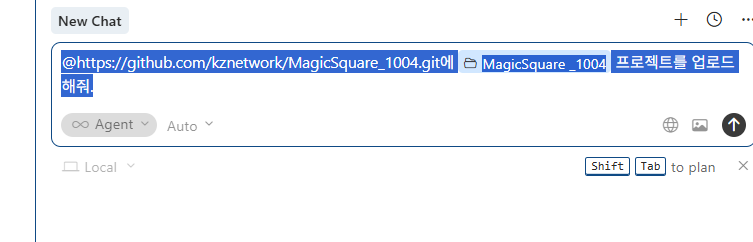 New Chat
@https://github.com/kznetwork/MagicSquare_1004.git에 MagicSquare _1004 프로젝트를 업로드
해줘.
Agent Auto
Local Shift Tab to plan